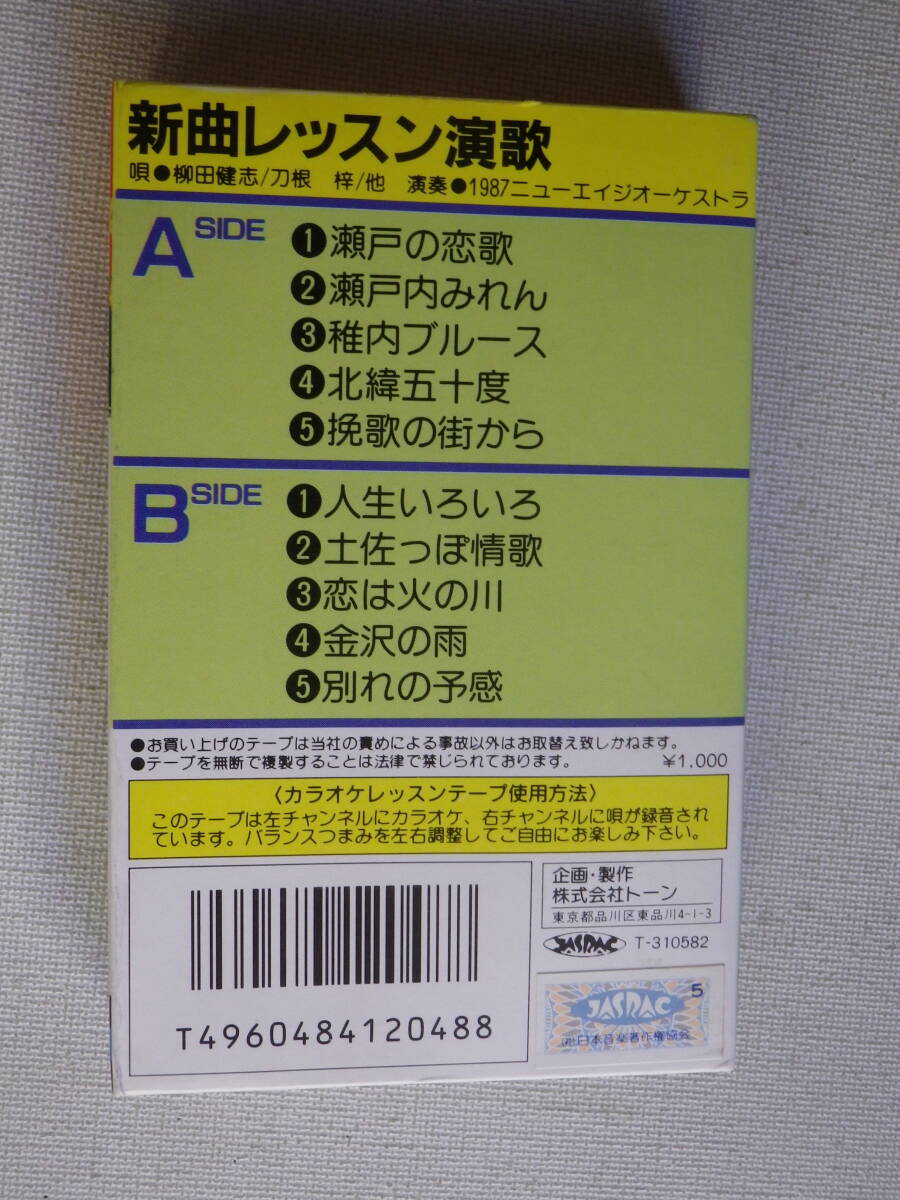 新曲レッスン演歌
唄●柳田健志/刀根　梓/他　演奏●1987ニューエイジオーケストラ
A SIDE
❶瀬戸の恋歌
❷瀬戸内みれん
❸稚内ブルース
❹北緯五十度
❺挽歌の街から
B SIDE
❶人生いろいろ
❷土佐っぽ情歌
❸恋は火の川
❹金沢の雨
❺別れの予感
●お買い上げのテープは当社の責めによる事故以外はお取替え致しかねます。
●テープを無断で複製することは法律で禁じられております。　¥1,000
〈カラオケレッスンテープ使用方法〉
このテープは左チャンネルにカラオケ、右チャンネルに唄が録音され
ています。バランスつまみを左右調整してご自由にお楽しみ下さい。
企画・製作
株式会社トーン
東京都品川区東品川4-1-3
JASRAC T-310582
T4960484120488
JASRAC 5
(社)日本音楽著作権協会